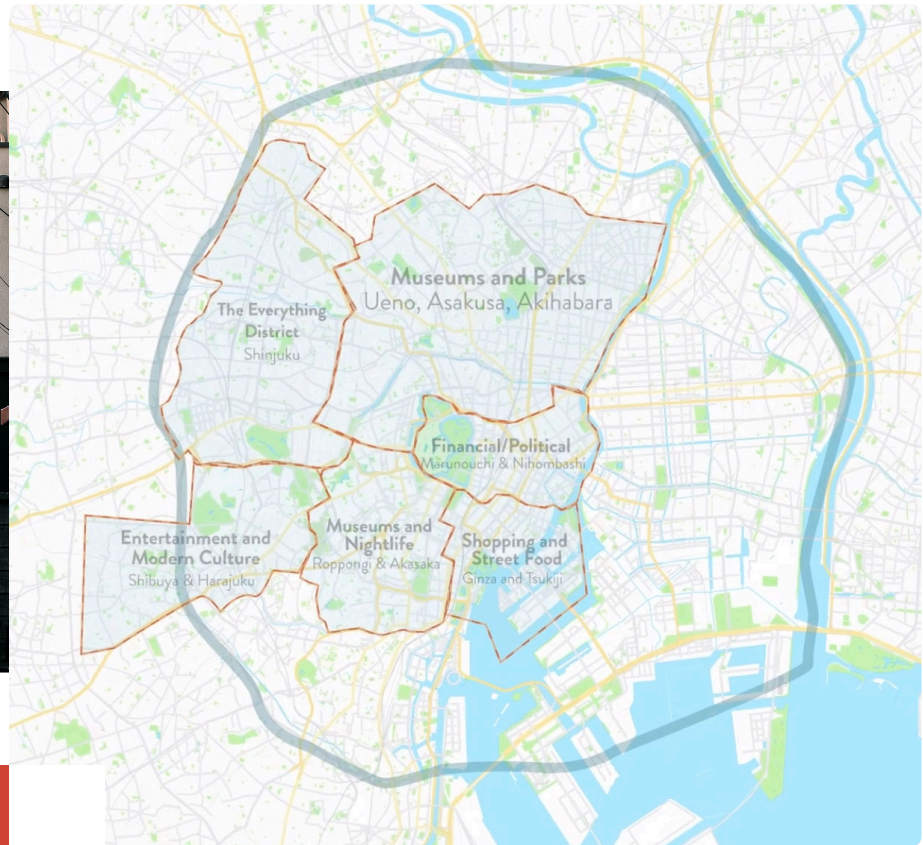 Museums and Parks
Ueno, Asakusa, Akihabara
The Everything
District
Shinjuku
Financial/Political
Marunouchi & Nihombashi
Entertainment and
Modern Culture
Shibuya & Harajuku
Museums and
Nightlife
Roppongi & Akasaka
Shopping and
Street Food
Ginza and Tsukiji